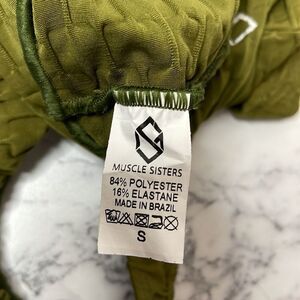 MUSCLE SISTERS
84% POLYESTER
16% ELASTANE
MADE IN BRAZIL
S